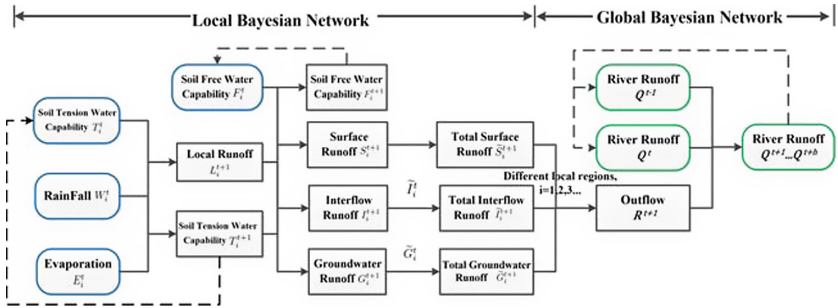 Local Bayesian Network
Global Bayesian Network
Soil Free Water
Capability F_i^t
Soil Free Water
Capability F_i^{t+1}
River Runoff
Q^{t-1}
Soil Tension Water
Capability T_i^t
Surface
Runoff S_i^{t+1}
Total Surface
Runoff S̃_i^{t+1}
River Runoff
Q^t
River Runoff
Q^{t+1}...Q^{t+h}
Local Runoff
L_i^{t+1}
Different local regions,
i=1,2,3...
RainFall W_i^t
Interflow
Runoff I_i^{t+1}
Ĩ_i^t
Total Interflow
Runoff Ĩ_i^{t+1}
Outflow
R^{t+1}
Soil Tension Water
Capability T_i^{t+1}
Evaporation
E_i^t
Groundwater
Runoff G_i^{t+1}
G̃_i^t
Total Groundwater
Runoff G̃_i^{t+1}